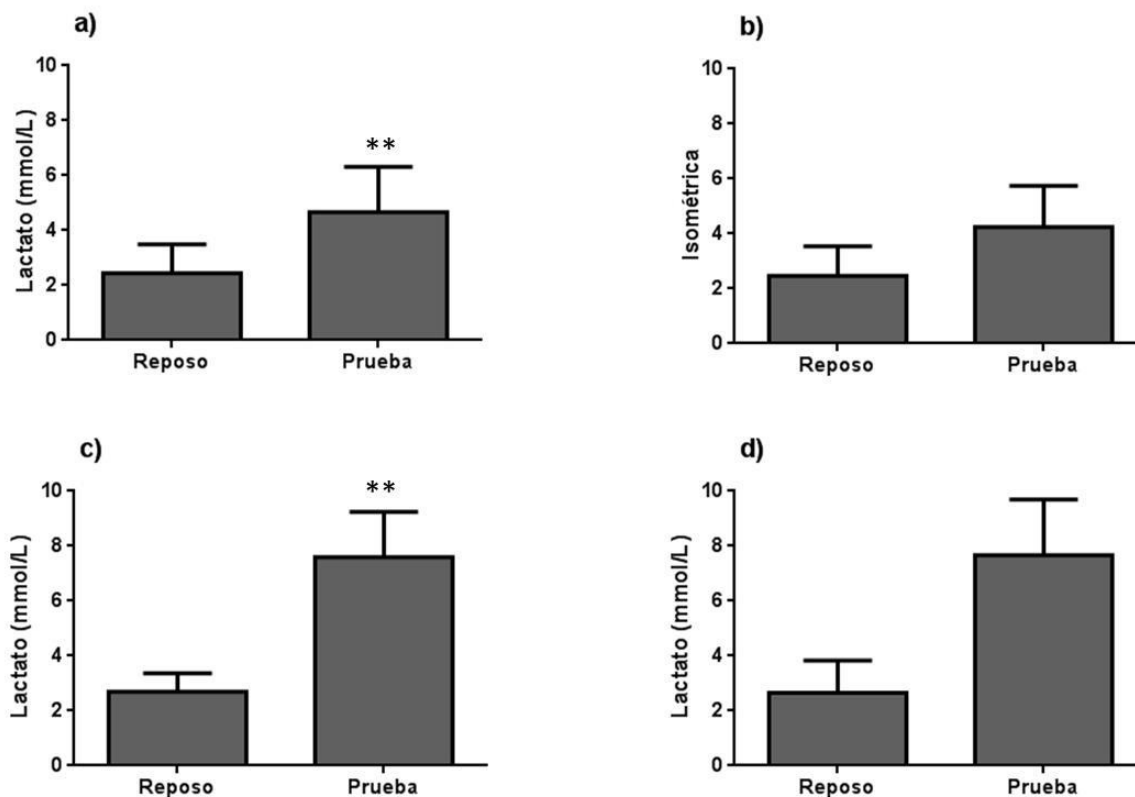 a)
Lactato (mmol/L)
10
8
6
4
2
0
**
Reposo
Prueba
b)
Isométrica
10
8
6
4
2
0
Reposo
Prueba
c)
Lactato (mmol/L)
10
8
6
4
2
0
**
Reposo
Prueba
d)
Lactato (mmol/L)
10
8
6
4
2
0
Reposo
Prueba